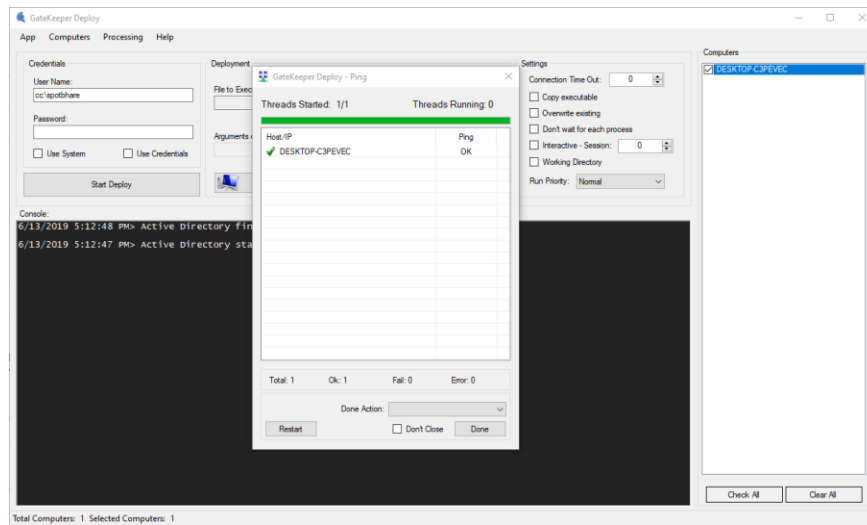 GateKeeper Deploy
App Computers Processing Help
Credentials
User Name:
cc\apotbhare
Password:
Use System Use Credentials
Start Deploy
Deployment
File to Exec
Arguments
GateKeeper Deploy - Ping
Threads Started: 1/1 Threads Running: 0
Host/IP Ping
DESKTOP-C3PEVEC OK
Total: 1 Ok: 1 Fail: 0 Error: 0
Done Action:
Restart Don't Close Done
Settings
Connection Time Out: 0
Copy executable
Overwrite existing
Don't wait for each process
Interactive - Session: 0
Working Directory
Run Priority: Normal
Computers
DESKTOP-C3PEVEC
Console:
6/13/2019 5:12:48 PM> Active Directory fin
6/13/2019 5:12:47 PM> Active Directory sta
Check All Clear All
Total Computers: 1 Selected Computers: 1